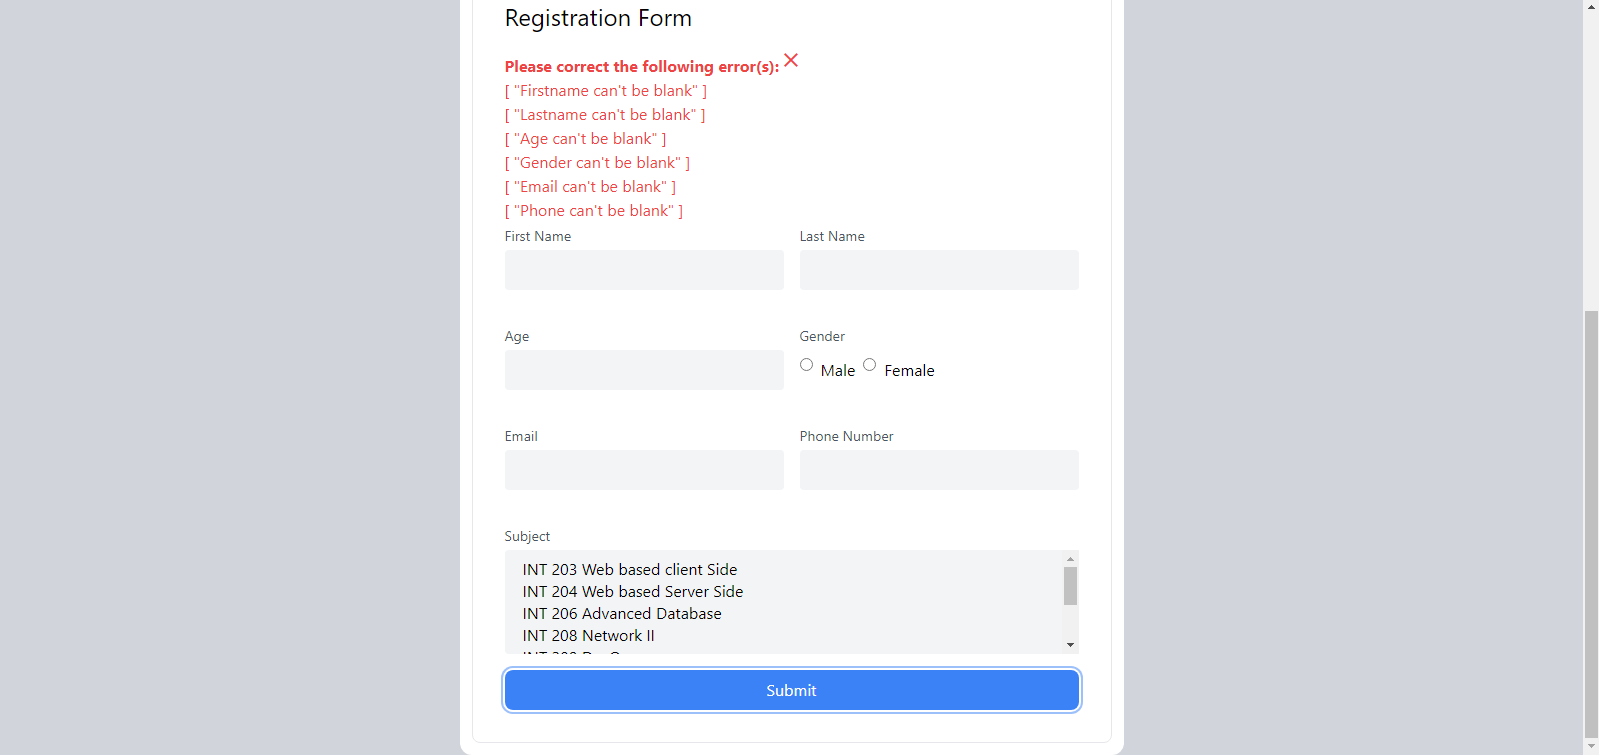 Registration Form
Please correct the following error(s):
[ "Firstname can't be blank" ]
[ "Lastname can't be blank" ]
[ "Age can't be blank" ]
[ "Gender can't be blank" ]
[ "Email can't be blank" ]
[ "Phone can't be blank" ]
First Name Last Name
Age Gender
Male Female
Email Phone Number
Subject
INT 203 Web based client Side
INT 204 Web based Server Side
INT 206 Advanced Database
INT 208 Network II
Submit